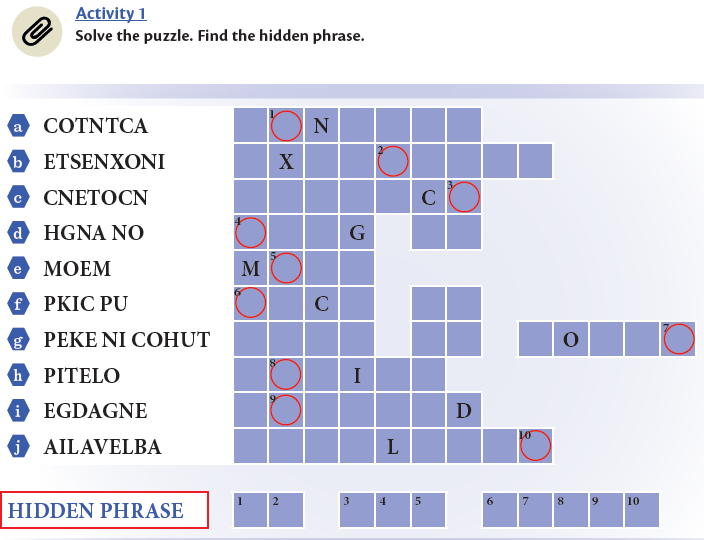 Activity 1
Solve the puzzle. Find the hidden phrase.
a COTNTCA 1 N
b ETSENXONI X 2
c CNETOCN C 3
d HGNA NO 4 G
e MOEM M 5
f PKIC PU 6 C
g PEKE NI COHUT O 7
h PITELO 8 I
i EGDAGNE 9 D
j AILAVELBA L 10
HIDDEN PHRASE 1 2 3 4 5 6 7 8 9 10